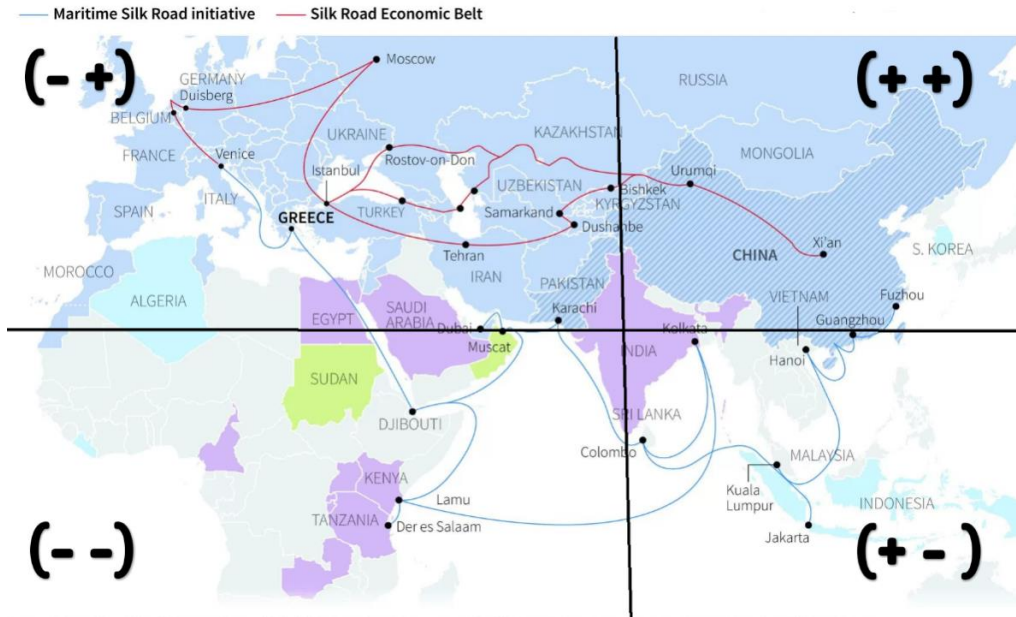 Maritime Silk Road initiative
Silk Road Economic Belt
(- +)
(+ +)
Moscow
GERMANY
Duisberg
RUSSIA
BELGIUM
UKRAINE
KAZAKHSTAN
FRANCE
Venice
Rostov-on-Don
MONGOLIA
Istanbul
Urumqi
ITALY
UZBEKISTAN
Bishkek
SPAIN
TURKEY
Samarkand
KYRGYZSTAN
GREECE
Dushanbe
Tehran
CHINA
Xi'an
S. KOREA
MOROCCO
IRAN
PAKISTAN
ALGERIA
SAUDI
ARABIA
Karachi
VIETNAM
Fuzhou
EGYPT
Dubai
Kolkata
Guangzhou
Muscat
INDIA
Hanoi
SUDAN
DJIBOUTI
SRI LANKA
Colombo
MALAYSIA
KENYA
Kuala
Lumpur
Lamu
INDONESIA
TANZANIA
Der es Salaam
Jakarta
(- -)
(+ -)